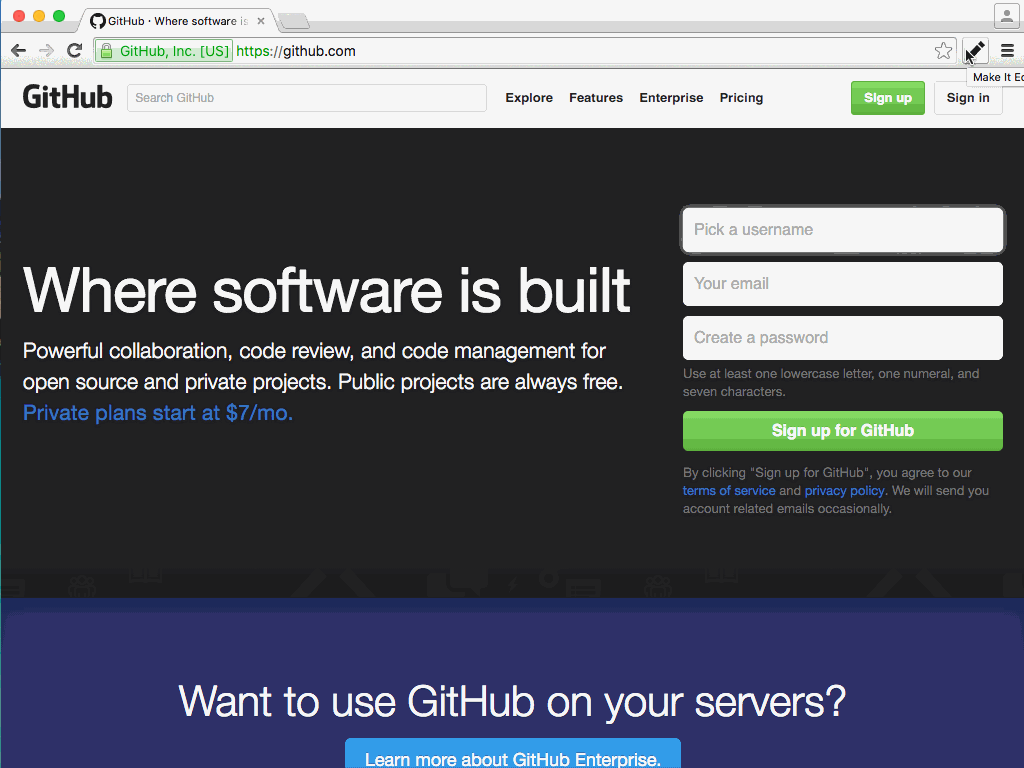 GitHub · Where software is
GitHub, Inc. [US] https://github.com
Make It Ed
GitHub Search GitHub Explore Features Enterprise Pricing Sign up Sign in
Pick a username
Your email
Where software is built
Create a password
Powerful collaboration, code review, and code management for
open source and private projects. Public projects are always free.
Private plans start at $7/mo.
Use at least one lowercase letter, one numeral, and
seven characters.
Sign up for GitHub
By clicking "Sign up for GitHub", you agree to our
terms of service and privacy policy. We will send you
account related emails occasionally.
Want to use GitHub on your servers?
Learn more about GitHub Enterprise.